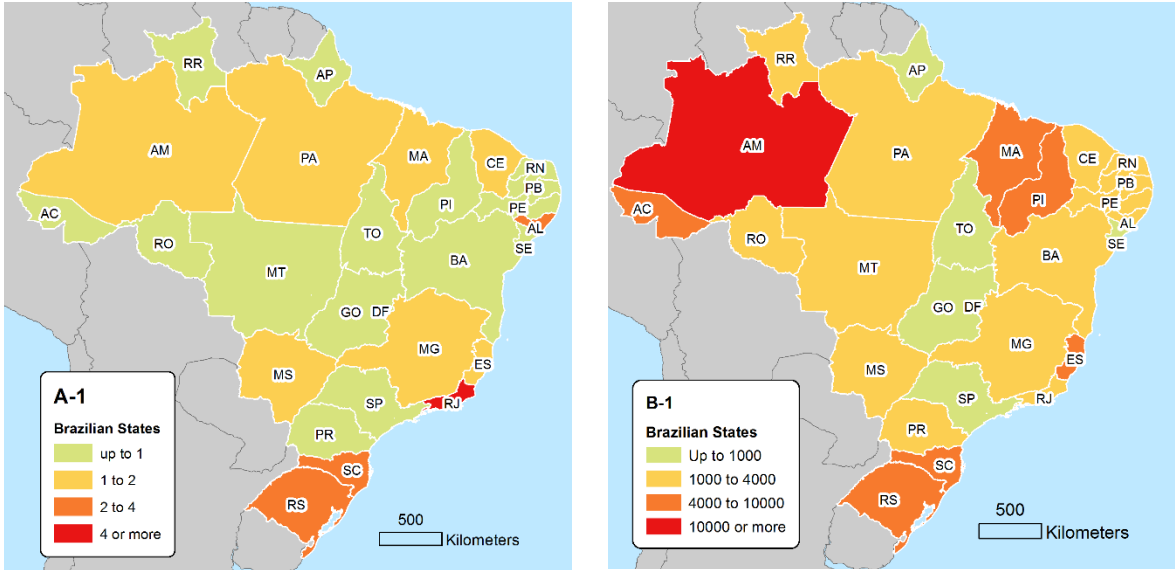 RR
AP
AM
PA
MA
CE
RN
PB
PI
PE
AC
AL
TO
SE
RO
BA
MT
GO
DF
MG
ES
MS
SP
RJ
PR
SC
RS
A-1
Brazilian States
up to 1
1 to 2
2 to 4
4 or more
500
Kilometers
RR
AP
AM
PA
MA
CE
RN
PB
PI
PE
AC
AL
TO
SE
RO
BA
MT
GO
DF
MG
ES
MS
SP
RJ
PR
SC
RS
B-1
Brazilian States
Up to 1000
1000 to 4000
4000 to 10000
10000 or more
500
Kilometers